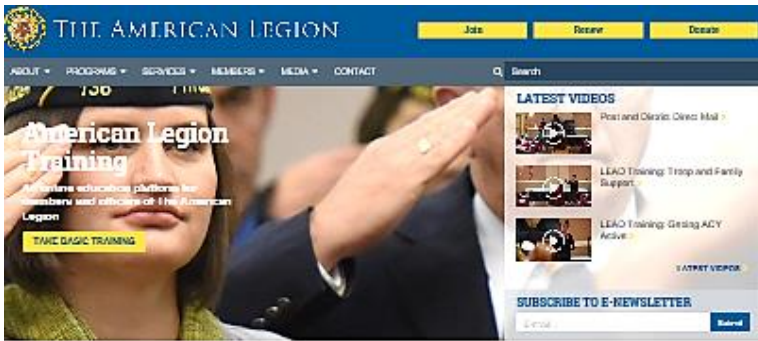 THE AMERICAN LEGION
Join
Renew
Donate
ABOUT
PROGRAMS
SERVICES
MEMBERS
MEDIA
CONTACT
Search
136
American Legion
Training
An online education platform for
members and officers of The American
Legion
TAKE BASIC TRAINING
LATEST VIDEOS
Post and District Direct Mail
LEAD Training: Troop and Family
Support
LEAD Training: Getting ACY
Active
LATEST VIDEOS
SUBSCRIBE TO E-NEWSLETTER
Submit